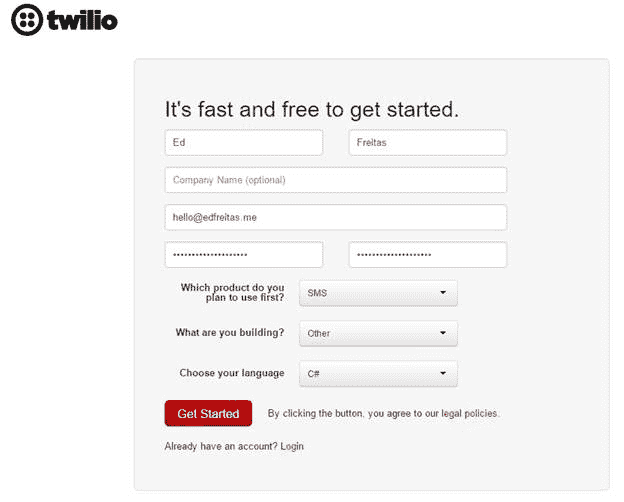 twilio
It's fast and free to get started.
Ed Freitas
Company Name (optional)
hello@edfreitas.me
•••••••••••••••••••• ••••••••••••••••••••
Which product do you
plan to use first? SMS
What are you building? Other
Choose your language C#
Get Started By clicking the button, you agree to our legal policies.
Already have an account? Login